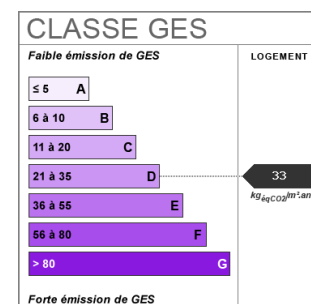 CLASSE GES
Faible émission de GES
LOGEMENT
≤ 5 A
6 à 10 B
11 à 20 C
21 à 35 D
33
kgéqCO2/m².an
36 à 55 E
56 à 80 F
> 80 G
Forte émission de GES